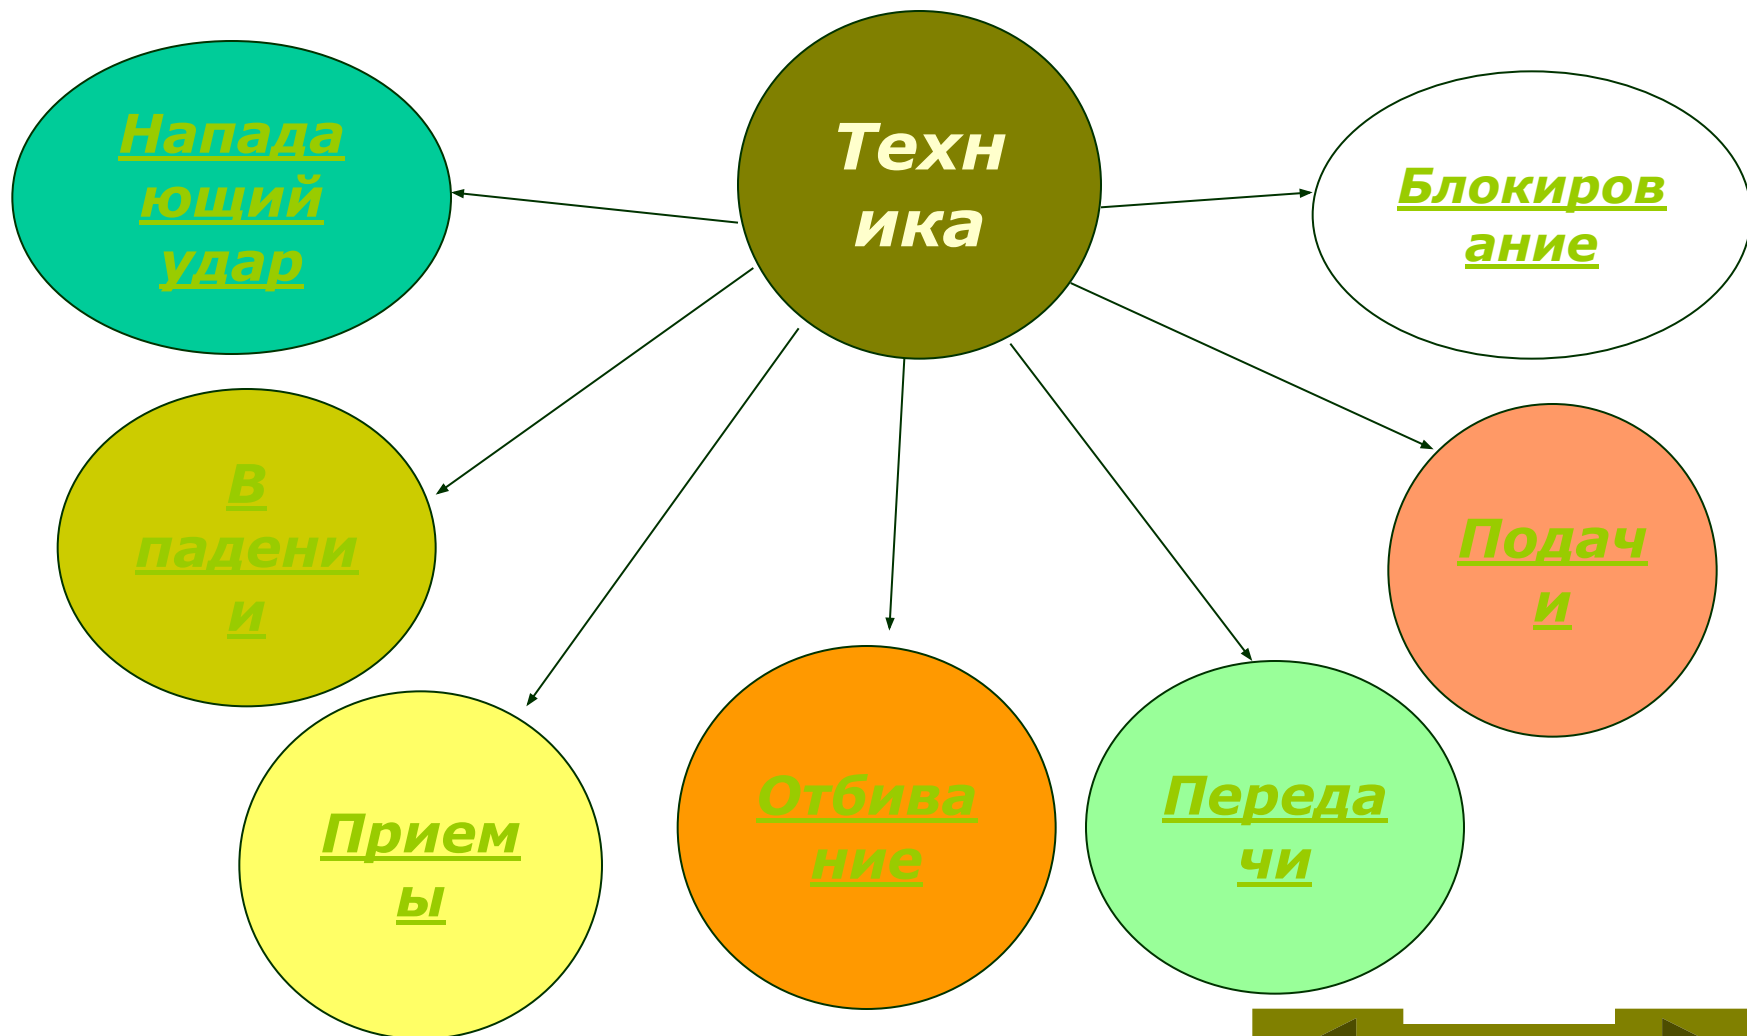 Техн
ика
Напада
ющий
удар
Блокиров
ание
В
падени
и
Подач
и
Прием
ы
Отбива
ние
Переда
чи